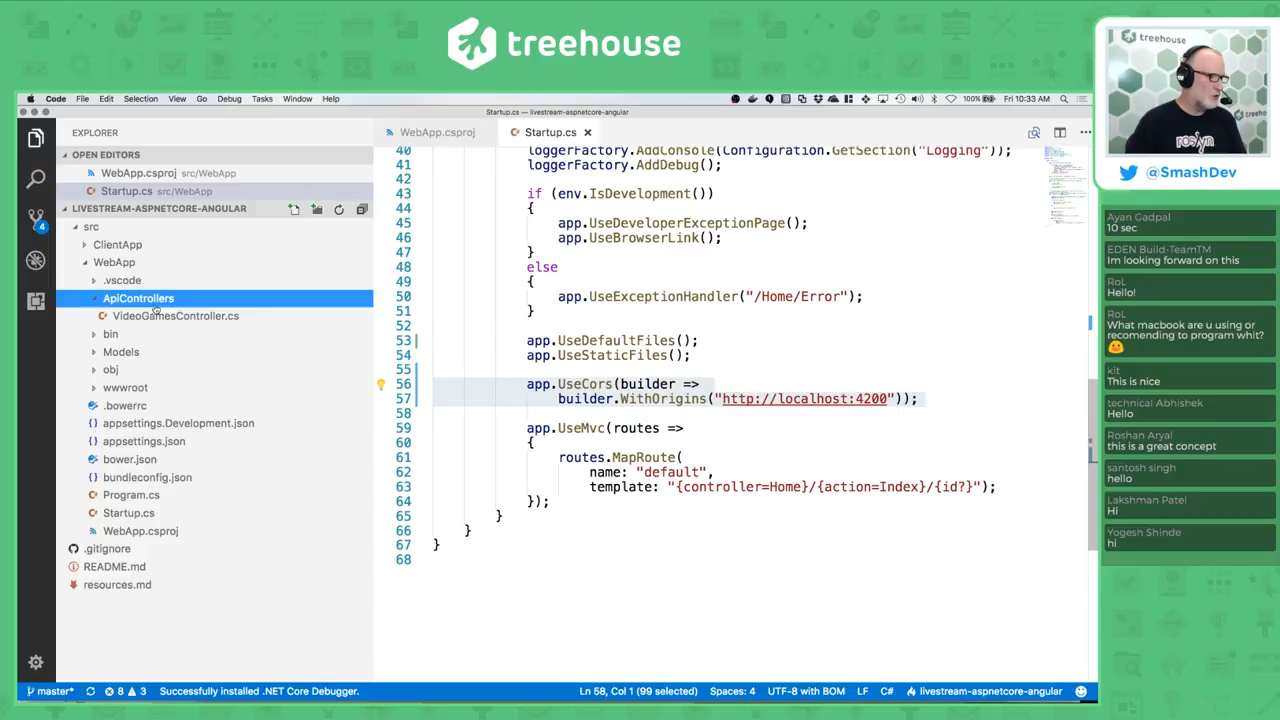 treehouse
Code File Edit Selection View Go Debug Tasks Window Help
100% Fri 10:33 AM
Startup.cs — livestream-aspnetcore-angular
EXPLORER
OPEN EDITORS
WebApp.csproj src/WebApp
Startup.cs src/WebApp
LIVESTREAM-ASPNETCORE-ANGULAR
src
ClientApp
WebApp
.vscode
ApiControllers
VideoGamesController.cs
bin
Models
obj
wwwroot
.bowerrc
appsettings.Development.json
appsettings.json
bower.json
bundleconfig.json
Program.cs
Startup.cs
WebApp.csproj
.gitignore
README.md
resources.md
4
WebApp.csproj
Startup.cs
40 loggerFactory.AddConsole(Configuration.GetSection("Logging"));
41 loggerFactory.AddDebug();
42
43 if (env.IsDevelopment())
44 {
45 app.UseDeveloperExceptionPage();
46 app.UseBrowserLink();
47 }
48 else
49 {
50 app.UseExceptionHandler("/Home/Error");
51 }
52
53 app.UseDefaultFiles();
54 app.UseStaticFiles();
55
56 app.UseCors(builder =>
57 builder.WithOrigins("http://localhost:4200"));
58
59 app.UseMvc(routes =>
60 {
61 routes.MapRoute(
62 name: "default",
63 template: "{controller=Home}/{action=Index}/{id?}");
64 });
65 }
66 }
67 }
68
master* 8 3 Successfully installed .NET Core Debugger.
Ln 58, Col 1 (99 selected) Spaces: 4 UTF-8 with BOM LF C# livestream-aspnetcore-angular
treehouse
roslyn
@SmashDev
Ayan Gadpal
10 sec
EDEN Build-TeamTM
Im looking forward on this
RoL
Hello!
RoL
What macbook are u using or
recomending to program whit?
kit
This is nice
technical Abhishek
Hello
Roshan Aryal
this is a great concept
santosh singh
hello
Lakshman Patel
Hi
Yogesh Shinde
hi